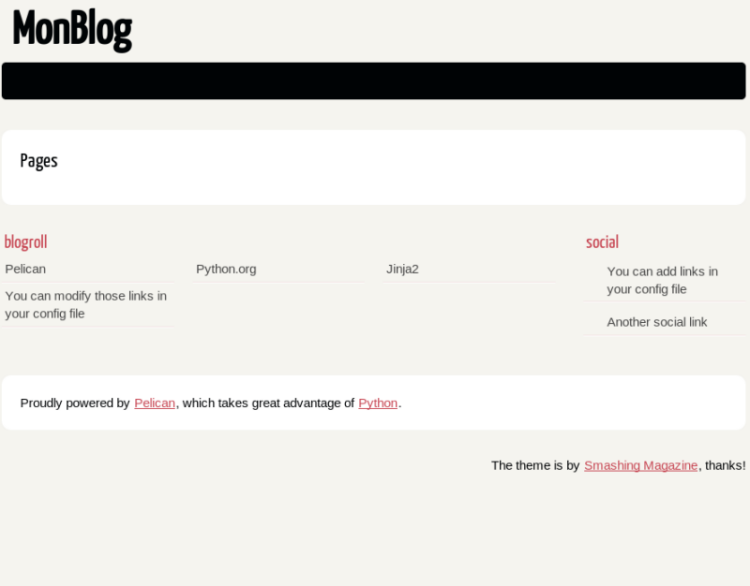 MonBlog
Pages
blogroll
Pelican
Python.org
Jinja2
You can modify those links in
your config file
social
You can add links in
your config file
Another social link
Proudly powered by Pelican, which takes great advantage of Python.
The theme is by Smashing Magazine, thanks!